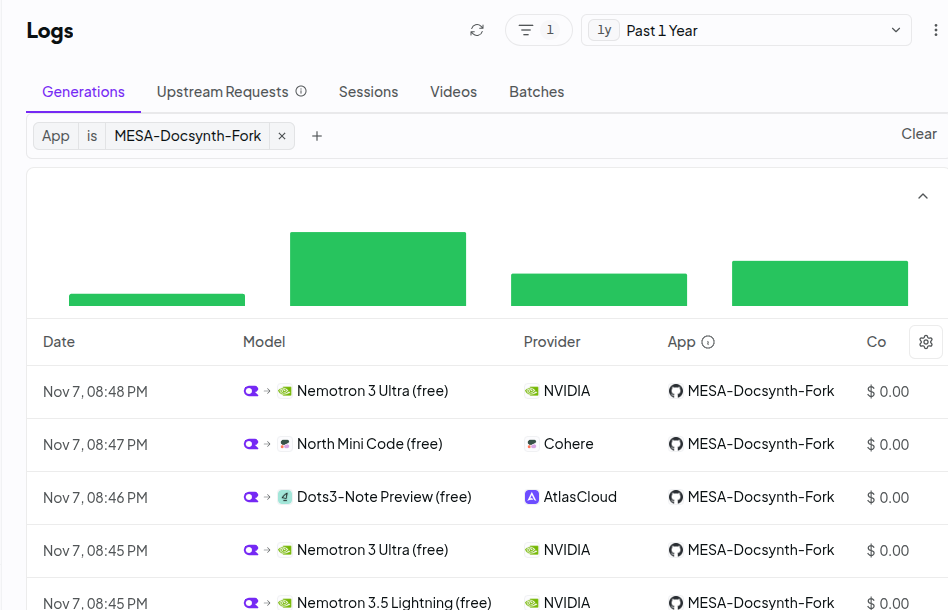 Logs
1
1y Past 1 Year
Generations Upstream Requests Sessions Videos Batches
App is MESA-Docsynth-Fork × +
Clear
Date Model Provider App Co
Nov 7, 08:48 PM Nemotron 3 Ultra (free) NVIDIA MESA-Docsynth-Fork $ 0.00
Nov 7, 08:47 PM North Mini Code (free) Cohere MESA-Docsynth-Fork $ 0.00
Nov 7, 08:46 PM Dots3-Note Preview (free) AtlasCloud MESA-Docsynth-Fork $ 0.00
Nov 7, 08:45 PM Nemotron 3 Ultra (free) NVIDIA MESA-Docsynth-Fork $ 0.00
Nov 7, 08:45 PM Nemotron 3.5 Lightning (free) NVIDIA MESA-Docsynth-Fork $ 0.00